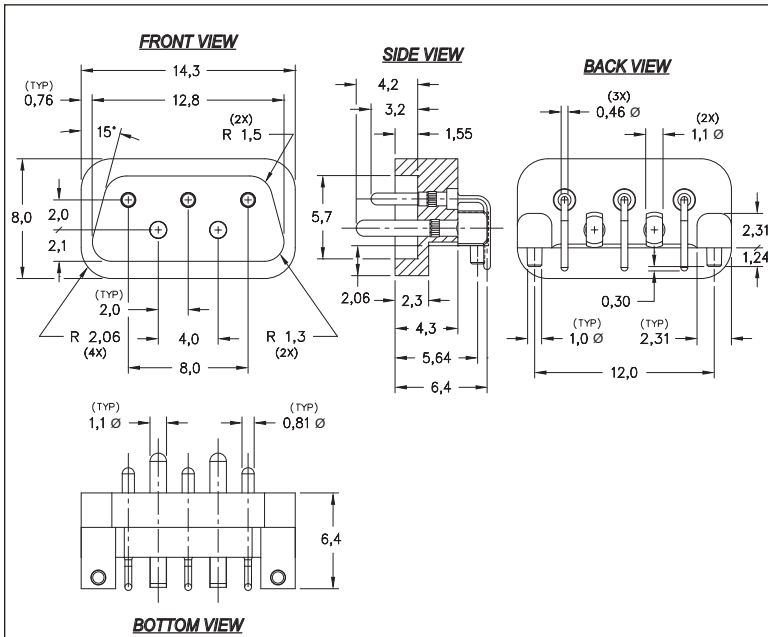 FRONT VIEW
14,3
(TYP)
0,76
12,8
15°
(2X)
R 1,5
8,0
2,0
2,1
(TYP)
2,0
R 2,06
(4X)
4,0
R 1,3
(2X)
8,0
SIDE VIEW
4,2
3,2
1,55
5,7
2,06
2,3
4,3
5,64
6,4
BACK VIEW
(3X)
0,46 Ø
(2X)
1,1 Ø
2,31
1,24
0,30
(TYP)
1,0 Ø
(TYP)
2,31
12,0
(TYP)
1,1 Ø
(TYP)
0,81 Ø
6,4
BOTTOM VIEW